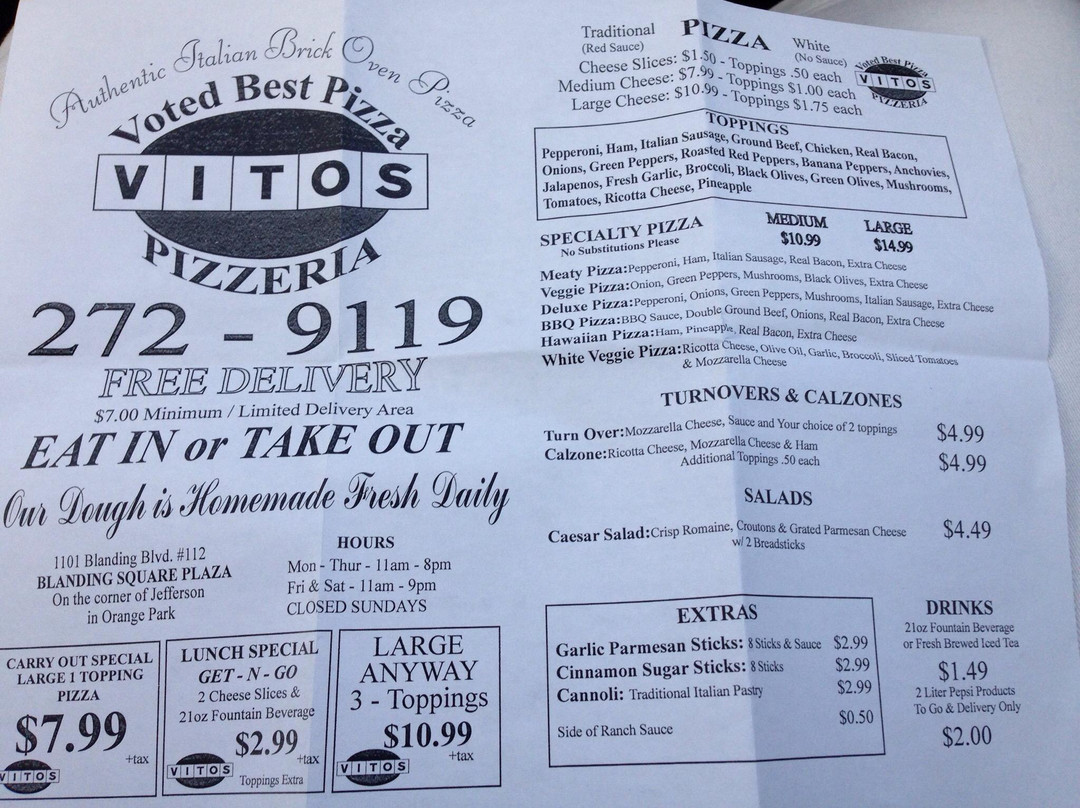 Authentic Italian Brick Oven Pizza
Voted Best Pizza
VITOS
PIZZERIA
272 - 9119
FREE DELIVERY
$7.00 Minimum / Limited Delivery Area
EAT IN or TAKE OUT
Our Dough is Homemade Fresh Daily
1101 Blanding Blvd. #112
BLANDING SQUARE PLAZA
On the corner of Jefferson
in Orange Park
HOURS
Mon - Thur - 11am - 8pm
Fri & Sat - 11am - 9pm
CLOSED SUNDAYS
CARRY OUT SPECIAL
LARGE 1 TOPPING
PIZZA
$7.99
+tax
VITOS
LUNCH SPECIAL
GET - N - GO
2 Cheese Slices &
21oz Fountain Beverage
$2.99
+tax
VITOS
Toppings Extra
LARGE
ANYWAY
3 - Toppings
$10.99
+tax
VITOS
PIZZA
Traditional
(Red Sauce)
White
(No Sauce)
Cheese Slices: $1.50 - Toppings .50 each
Medium Cheese: $7.99 - Toppings $1.00 each
Large Cheese: $10.99 - Toppings $1.75 each
Voted Best Pizza
VITOS
PIZZERIA
TOPPINGS
Pepperoni, Ham, Italian Sausage, Ground Beef, Chicken, Real Bacon,
Onions, Green Peppers, Roasted Red Peppers, Banana Peppers, Anchovies,
Jalapenos, Fresh Garlic, Broccoli, Black Olives, Green Olives, Mushrooms,
Tomatoes, Ricotta Cheese, Pineapple
SPECIALTY PIZZA
No Substitutions Please
MEDIUM
$10.99
LARGE
$14.99
Meaty Pizza:Pepperoni, Ham, Italian Sausage, Real Bacon, Extra Cheese
Veggie Pizza:Onion, Green Peppers, Mushrooms, Black Olives, Extra Cheese
Deluxe Pizza:Pepperoni, Onions, Green Peppers, Mushrooms, Italian Sausage, Extra Cheese
BBQ Pizza:BBQ Sauce, Double Ground Beef, Onions, Real Bacon, Extra Cheese
Hawaiian Pizza:Ham, Pineapple, Real Bacon, Extra Cheese
White Veggie Pizza:Ricotta Cheese, Olive Oil, Garlic, Broccoli, Sliced Tomatoes
& Mozzarella Cheese
TURNOVERS & CALZONES
Turn Over:Mozzarella Cheese, Sauce and Your choice of 2 toppings $4.99
Calzone:Ricotta Cheese, Mozzarella Cheese & Ham $4.99
Additional Toppings .50 each
SALADS
Caesar Salad:Crisp Romaine, Croutons & Grated Parmesan Cheese $4.49
w/ 2 Breadsticks
EXTRAS
Garlic Parmesan Sticks: 8 Sticks & Sauce $2.99
Cinnamon Sugar Sticks: 8 Sticks $2.99
Cannoli: Traditional Italian Pastry $2.99
Side of Ranch Sauce $0.50
DRINKS
21oz Fountain Beverage
or Fresh Brewed Iced Tea
$1.49
2 Liter Pepsi Products
To Go & Delivery Only
$2.00